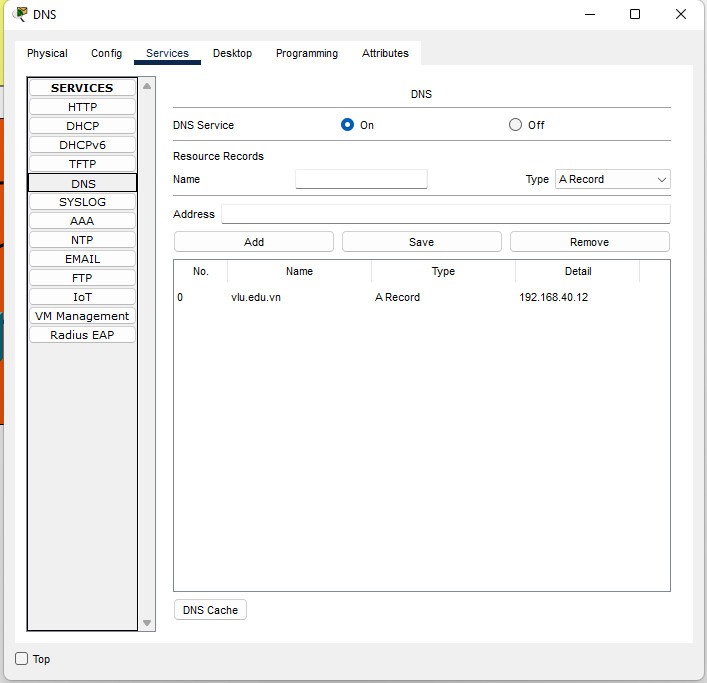 DNS
Physical Config Services Desktop Programming Attributes
SERVICES
HTTP
DHCP
DHCPv6
TFTP
DNS
SYSLOG
AAA
NTP
EMAIL
FTP
IoT
VM Management
Radius EAP
DNS
DNS Service On Off
Resource Records
Name Type A Record
Address
Add Save Remove
No. Name Type Detail
0 vlu.edu.vn A Record 192.168.40.12
DNS Cache
Top